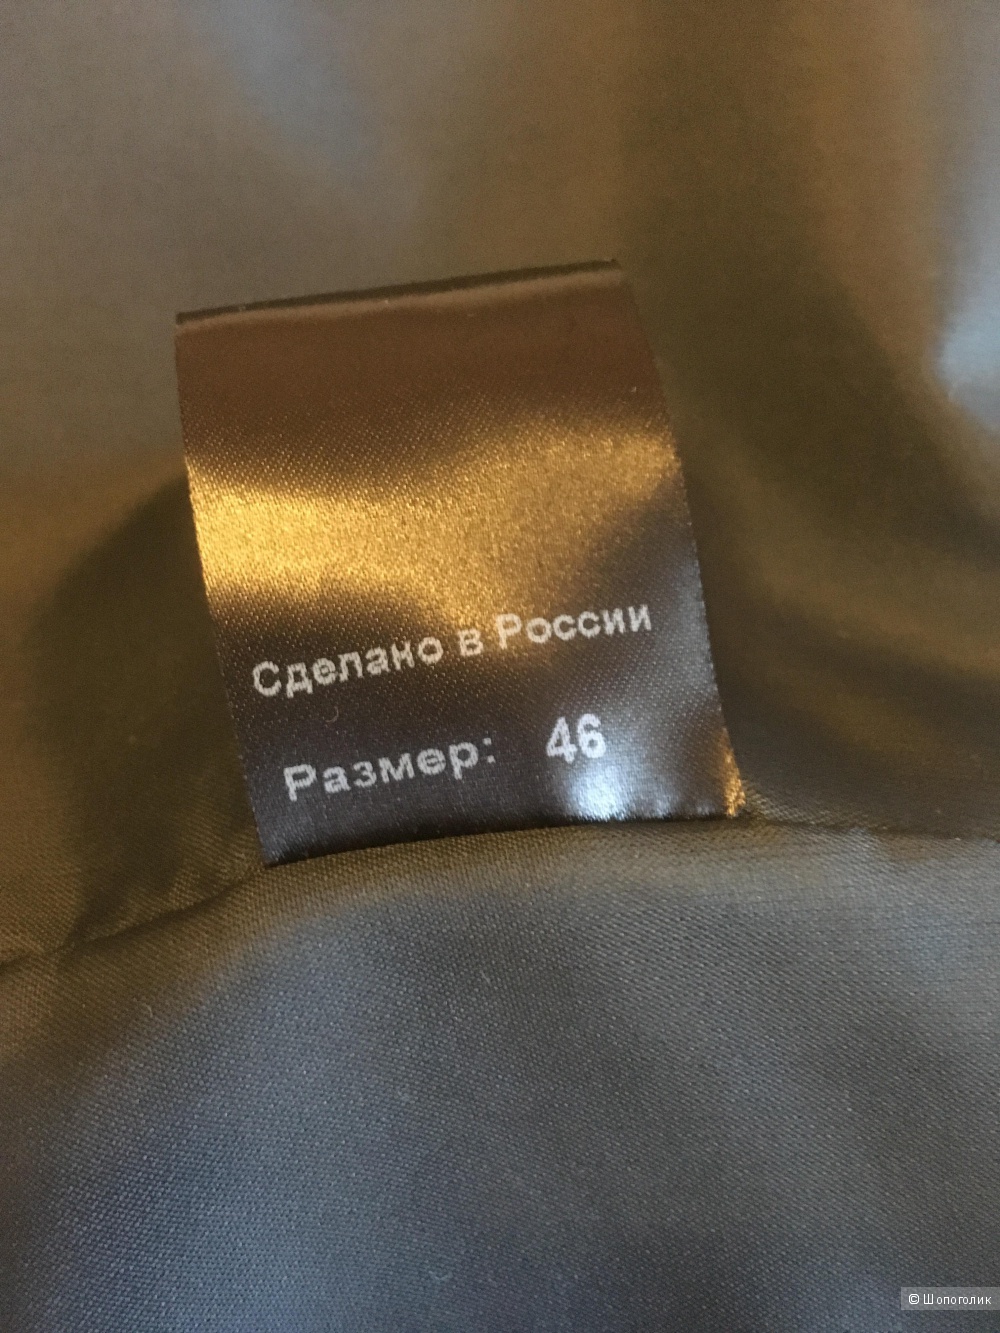 Сделано в России
Размер: 46
© Шопоголик